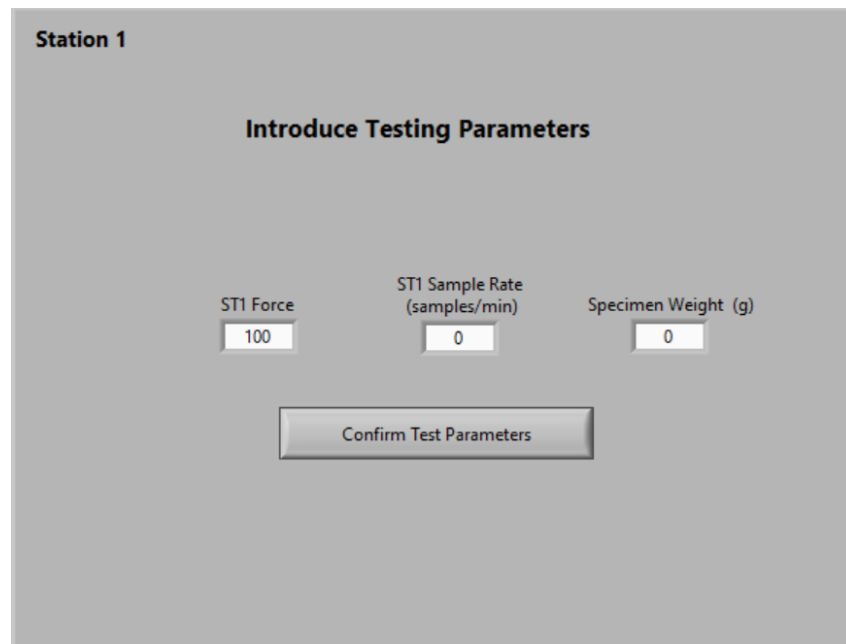 Station 1
Introduce Testing Parameters
ST1 Force
ST1 Sample Rate
(samples/min)
Specimen Weight (g)
100
0
0
Confirm Test Parameters